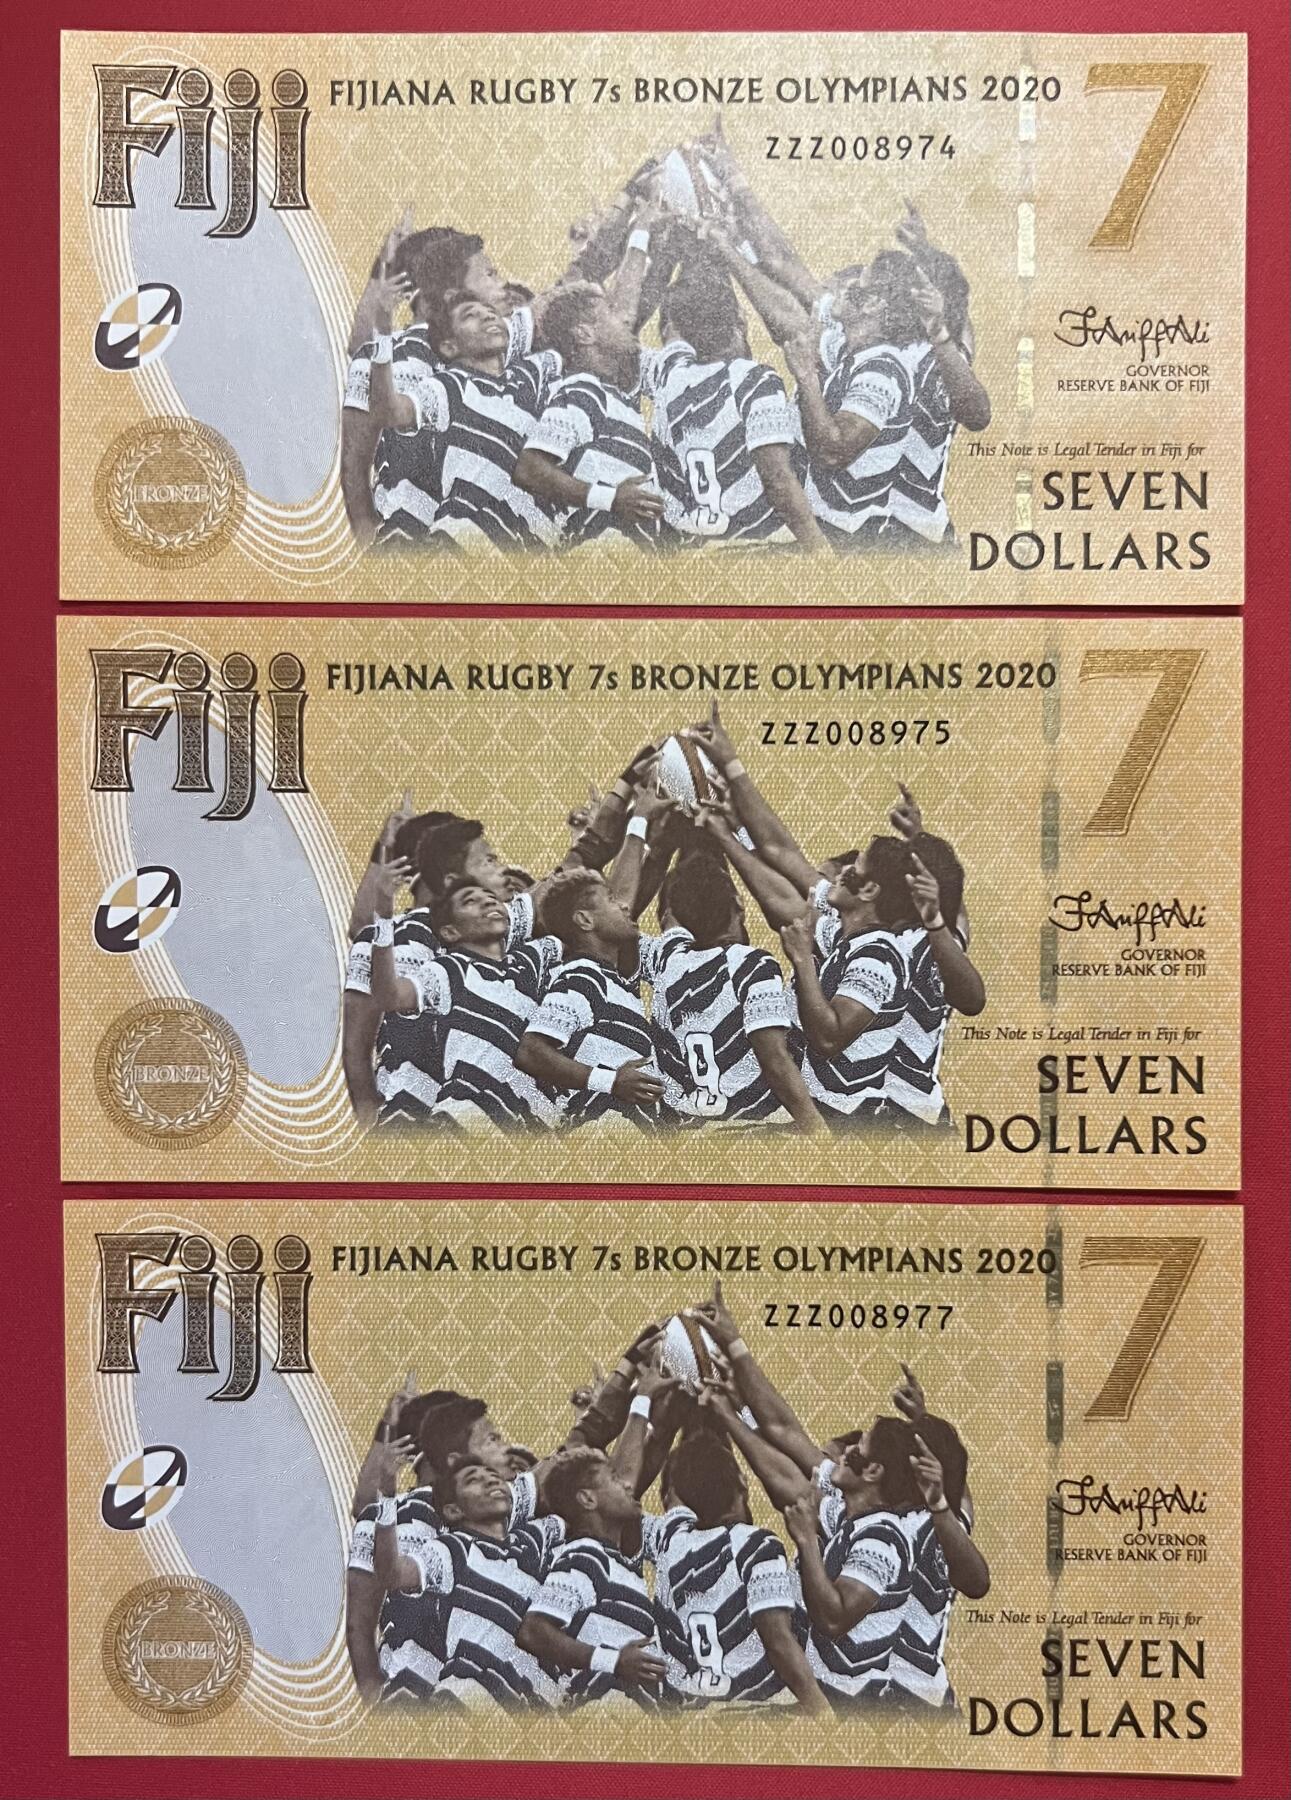 Fiji
FIJIANA RUGBY 7s BRONZE OLYMPIANS 2020
7
ZZZ008974
GOVERNOR
RESERVE BANK OF FIJI
This Note is Legal Tender in Fiji for
SEVEN
DOLLARS
BRONZE
9
Fiji
FIJIANA RUGBY 7s BRONZE OLYMPIANS 2020
7
ZZZ008975
GOVERNOR
RESERVE BANK OF FIJI
This Note is Legal Tender in Fiji for
SEVEN
DOLLARS
BRONZE
9
Fiji
FIJIANA RUGBY 7s BRONZE OLYMPIANS 2020
7
ZZZ008977
GOVERNOR
RESERVE BANK OF FIJI
This Note is Legal Tender in Fiji for
SEVEN
DOLLARS
BRONZE
9